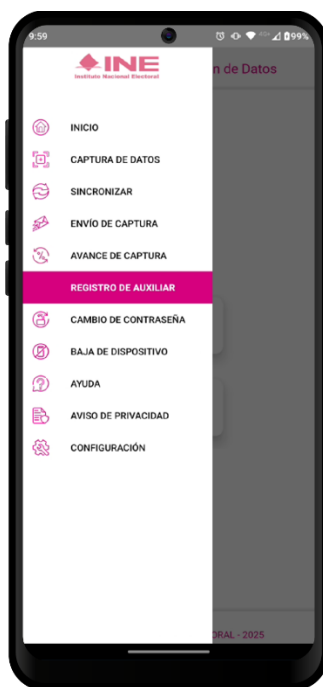 9:59
99%
INE
Instituto Nacional Electoral
n de Datos
INICIO
CAPTURA DE DATOS
SINCRONIZAR
ENVÍO DE CAPTURA
AVANCE DE CAPTURA
REGISTRO DE AUXILIAR
CAMBIO DE CONTRASEÑA
BAJA DE DISPOSITIVO
AYUDA
AVISO DE PRIVACIDAD
CONFIGURACIÓN
ORAL - 2025